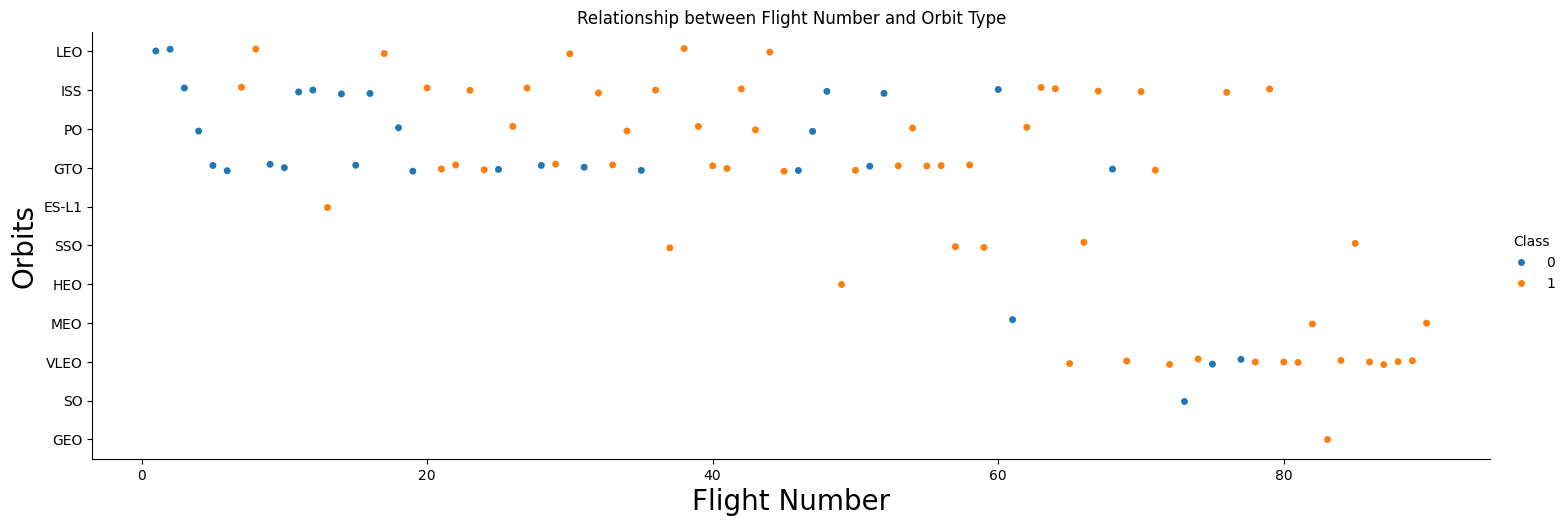 Relationship between Flight Number and Orbit Type
LEO
ISS
PO
GTO
ES-L1
SSO
HEO
MEO
VLEO
SO
GEO
Orbits
0 20 40 60 80
Flight Number
Class
0
1